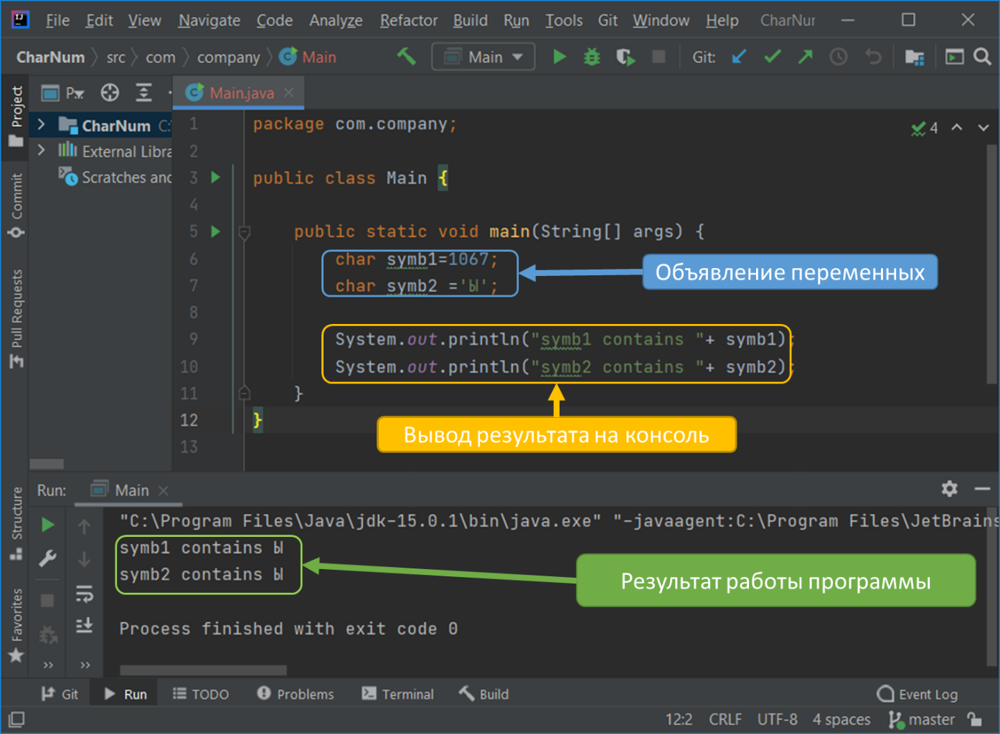 File Edit View Navigate Code Analyze Refactor Build Run Tools Git Window Help CharNum
CharNum src com company Main Main Git:
Project
Commit
Pull Requests
Structure
Favorites
P...
CharNum C:
External Libra
Scratches and
Main.java
4
1 package com.company;
2
3 public class Main {
4
5 public static void main(String[] args) {
6 char symb1=1067;
7 char symb2 ='Ы';
8
9 System.out.println("symb1 contains "+ symb1);
10 System.out.println("symb2 contains "+ symb2);
11 }
12 }
13
Объявление переменных
Вывод результата на консоль
Run: Main
"C:\Program Files\Java\jdk-15.0.1\bin\java.exe" "-javaagent:C:\Program Files\JetBrains
symb1 contains Ы
symb2 contains Ы
Результат работы программы
Process finished with exit code 0
Git Run TODO Problems Terminal Build Event Log
12:2 CRLF UTF-8 4 spaces master